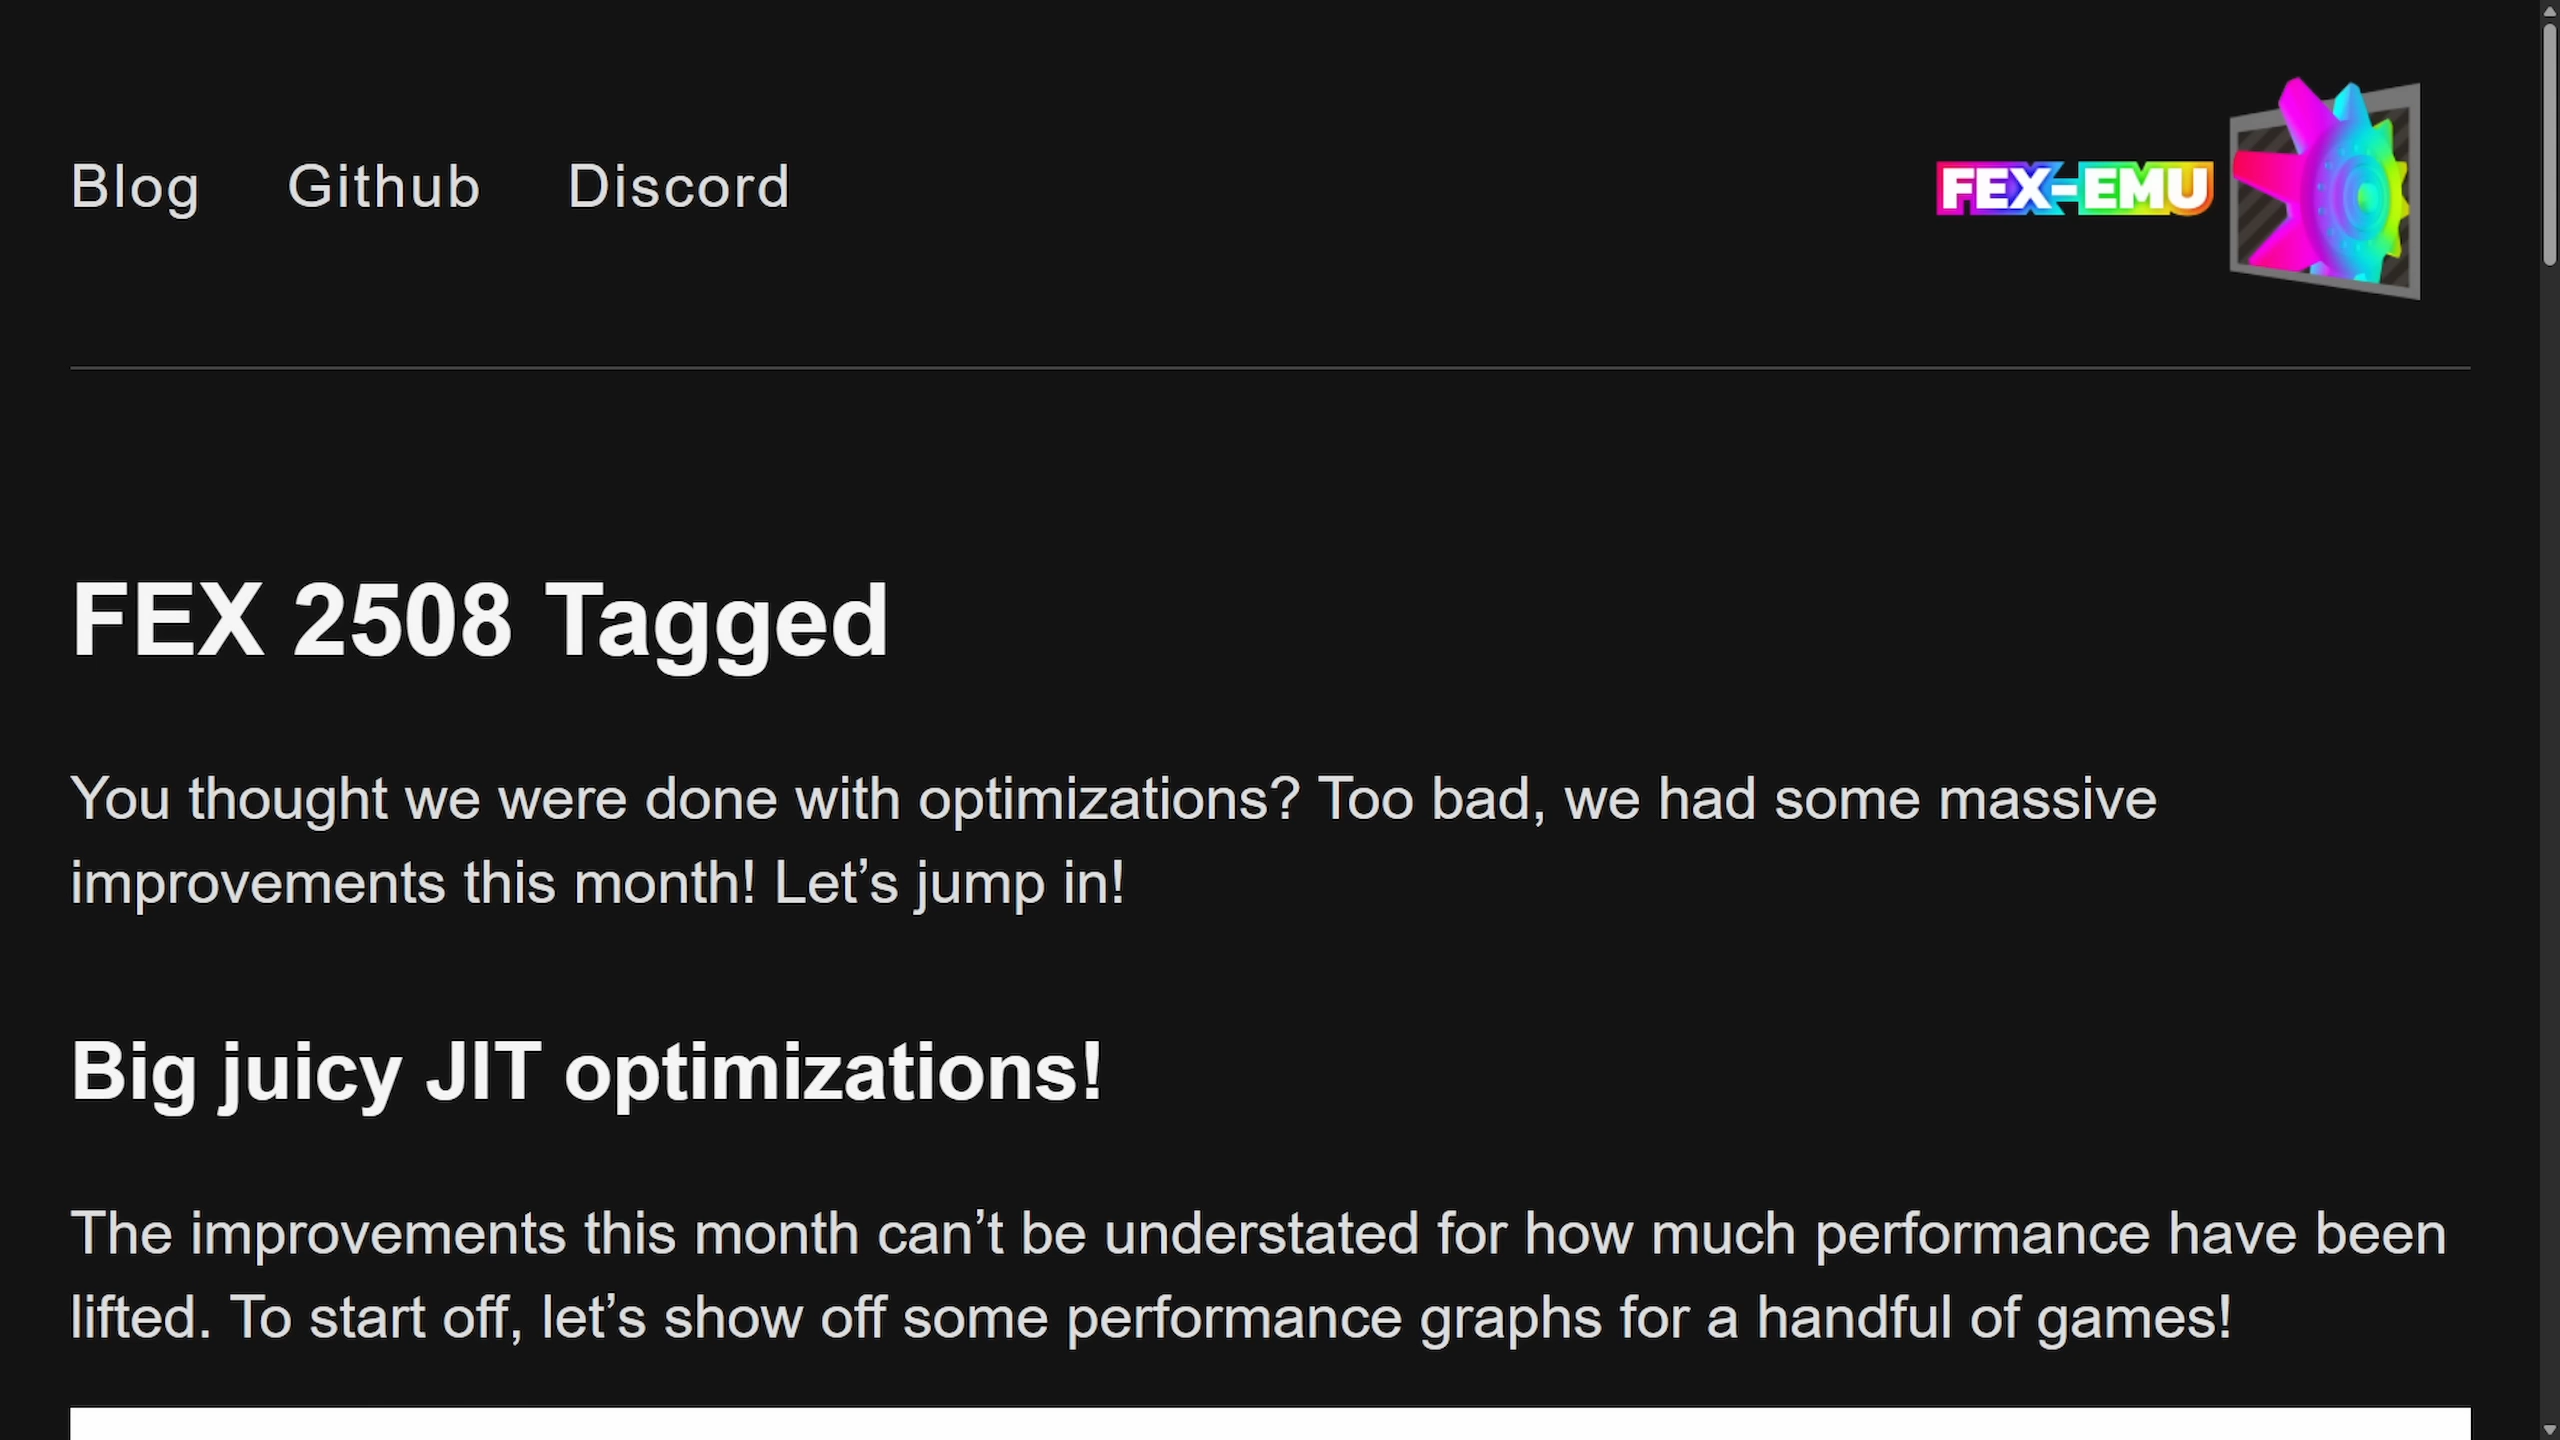 Blog Github Discord
FEX-EMU
FEX 2508 Tagged
You thought we were done with optimizations? Too bad, we had some massive
improvements this month! Let’s jump in!
Big juicy JIT optimizations!
The improvements this month can’t be understated for how much performance have been
lifted. To start off, let’s show off some performance graphs for a handful of games!